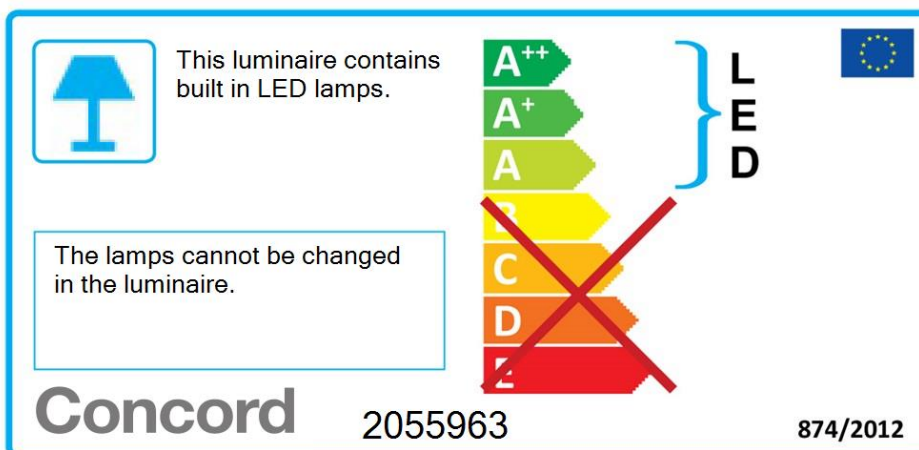 This luminaire contains
built in LED lamps.
A++
A+
A
B
C
D
E
L
E
D
The lamps cannot be changed
in the luminaire.
Concord
2055963
874/2012